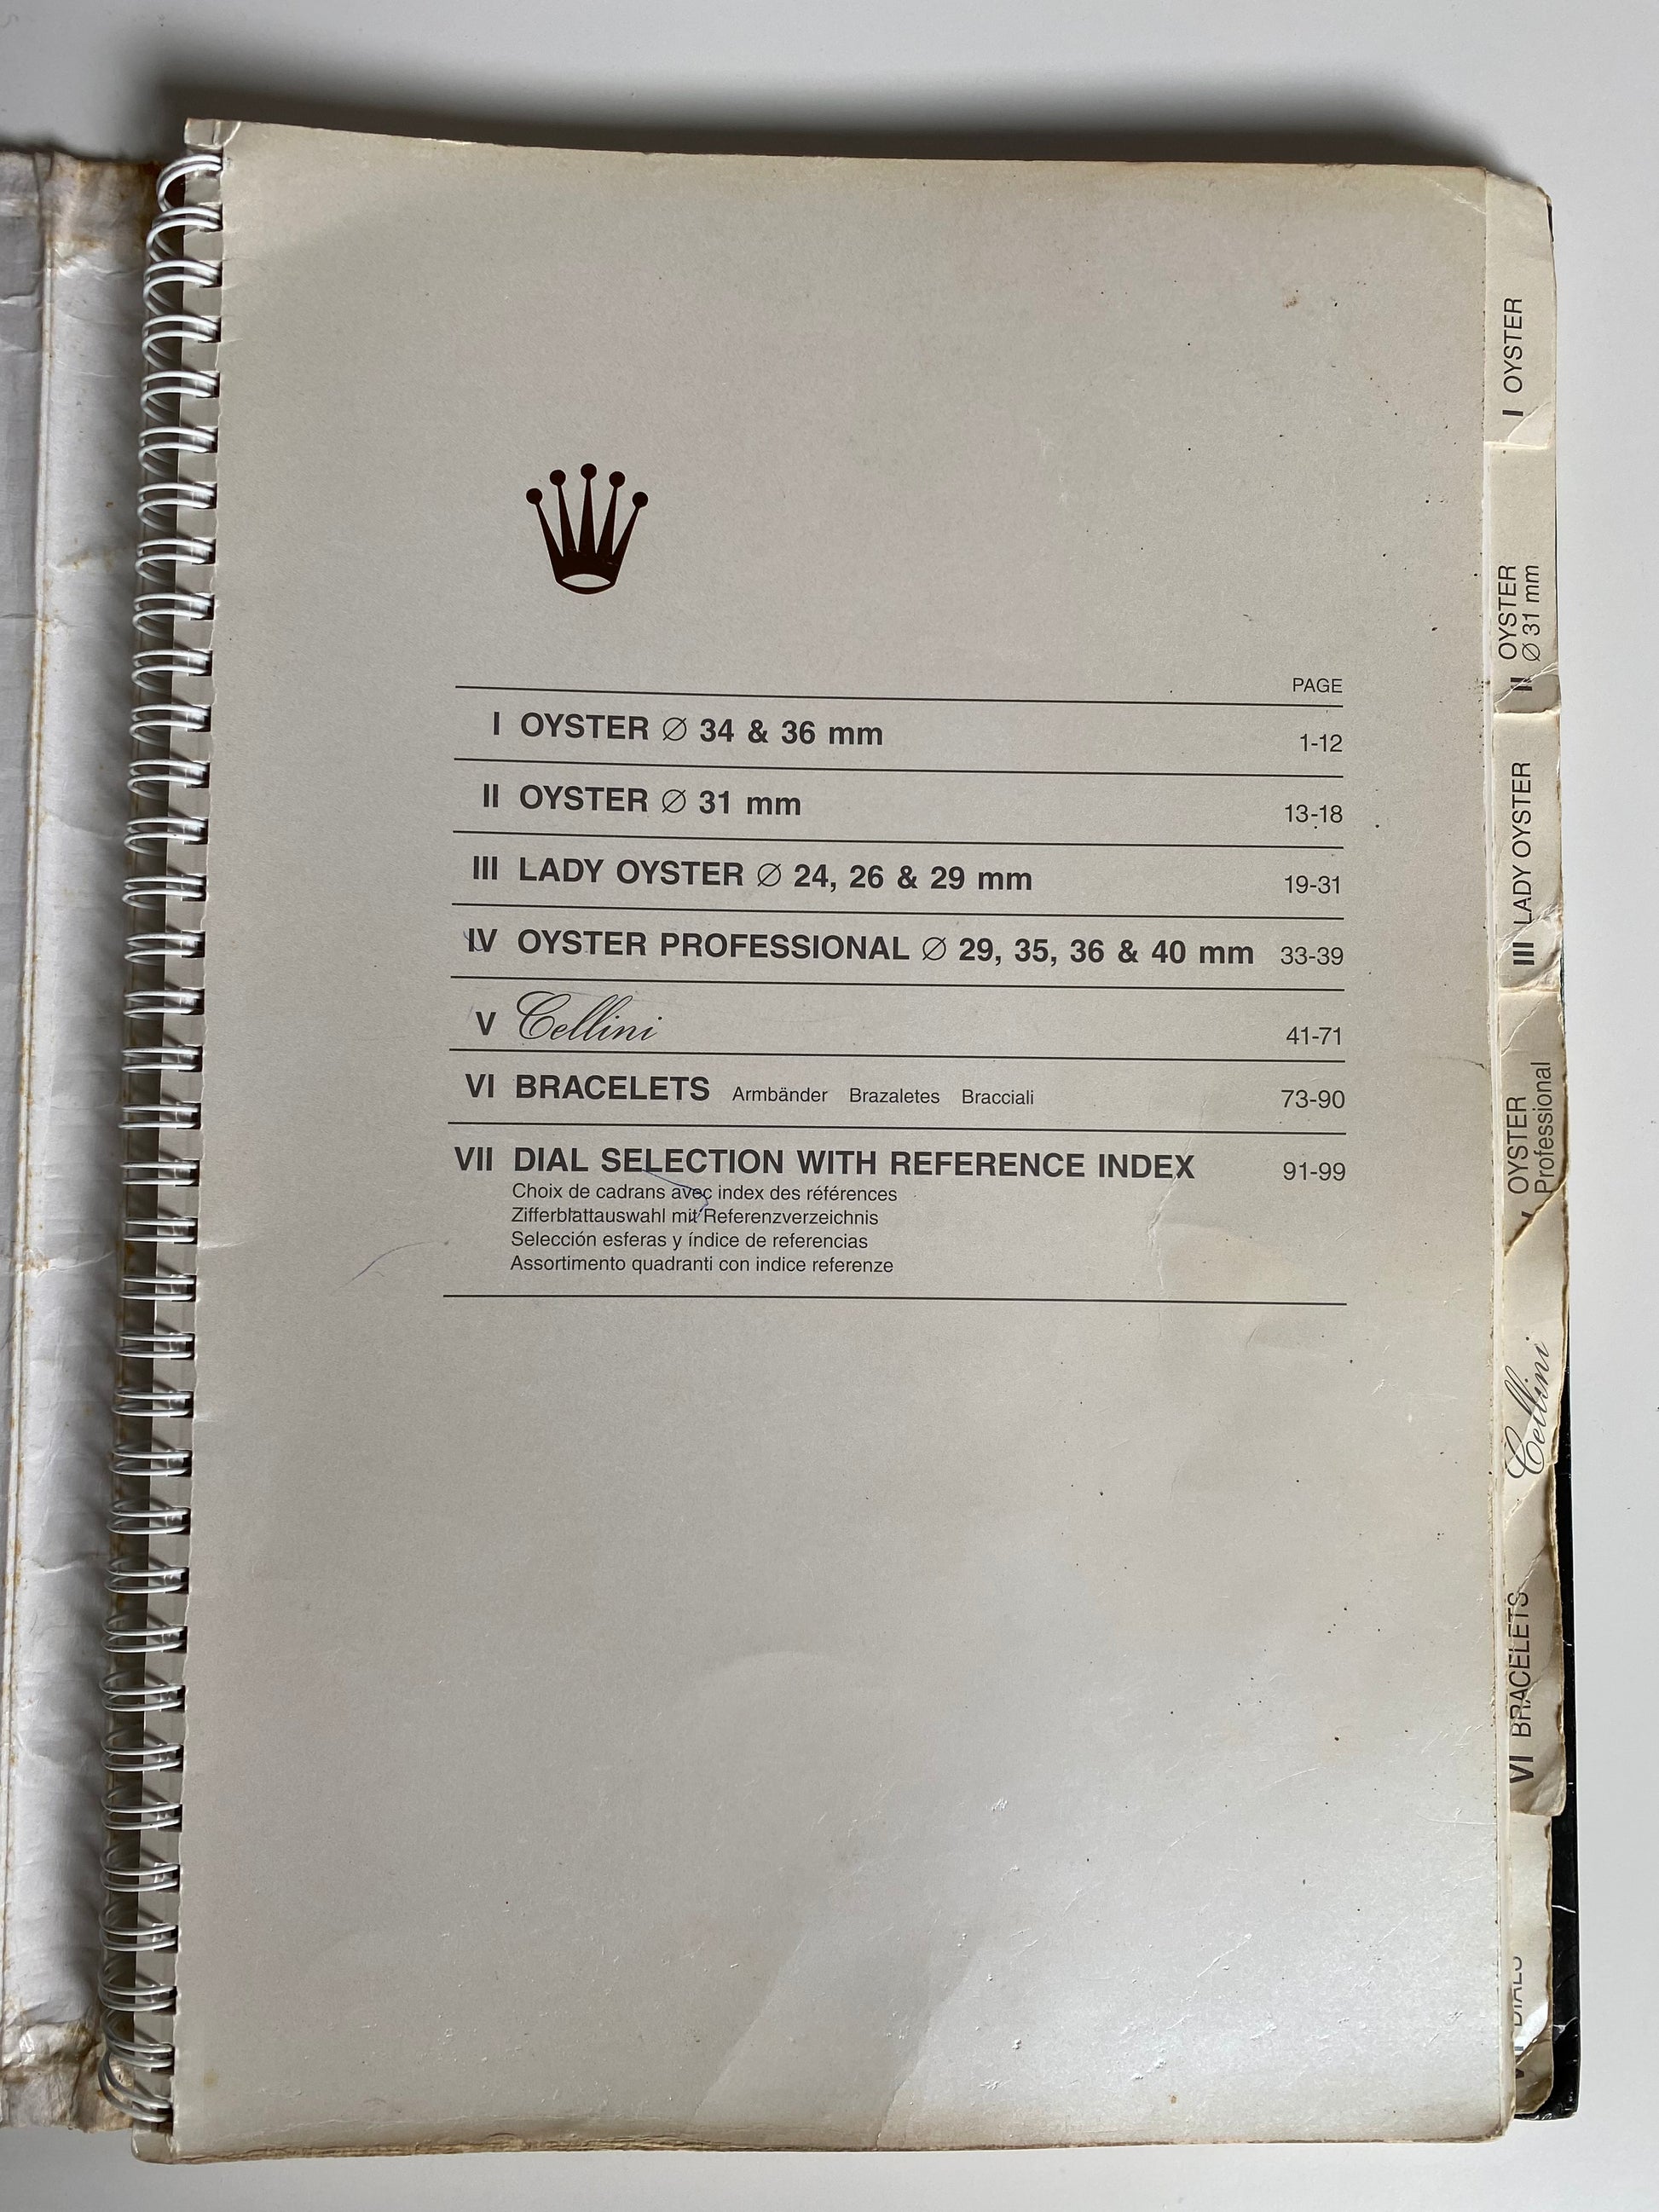 PAGE
I OYSTER ∅ 34 & 36 mm 1-12
II OYSTER ∅ 31 mm 13-18
III LADY OYSTER ∅ 24, 26 & 29 mm 19-31
IV OYSTER PROFESSIONAL ∅ 29, 35, 36 & 40 mm 33-39
V Cellini 41-71
VI BRACELETS Armbänder Brazaletes Bracciali 73-90
VII DIAL SELECTION WITH REFERENCE INDEX 91-99
Choix de cadrans avec index des références
Zifferblattauswahl mit Referenzverzeichnis
Selección esferas y índice de referencias
Assortimento quadranti con indice referenze
I OYSTER
II OYSTER
∅ 31 mm
III LADY OYSTER
OYSTER
Professional
Cellini
VI BRACELETS
DIALS